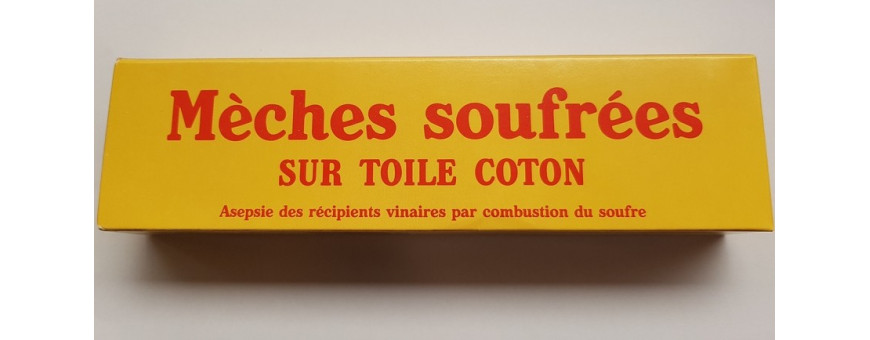 Mèches soufrées
SUR TOILE COTON
Asepsie des récipients vinaires par combustion du soufre